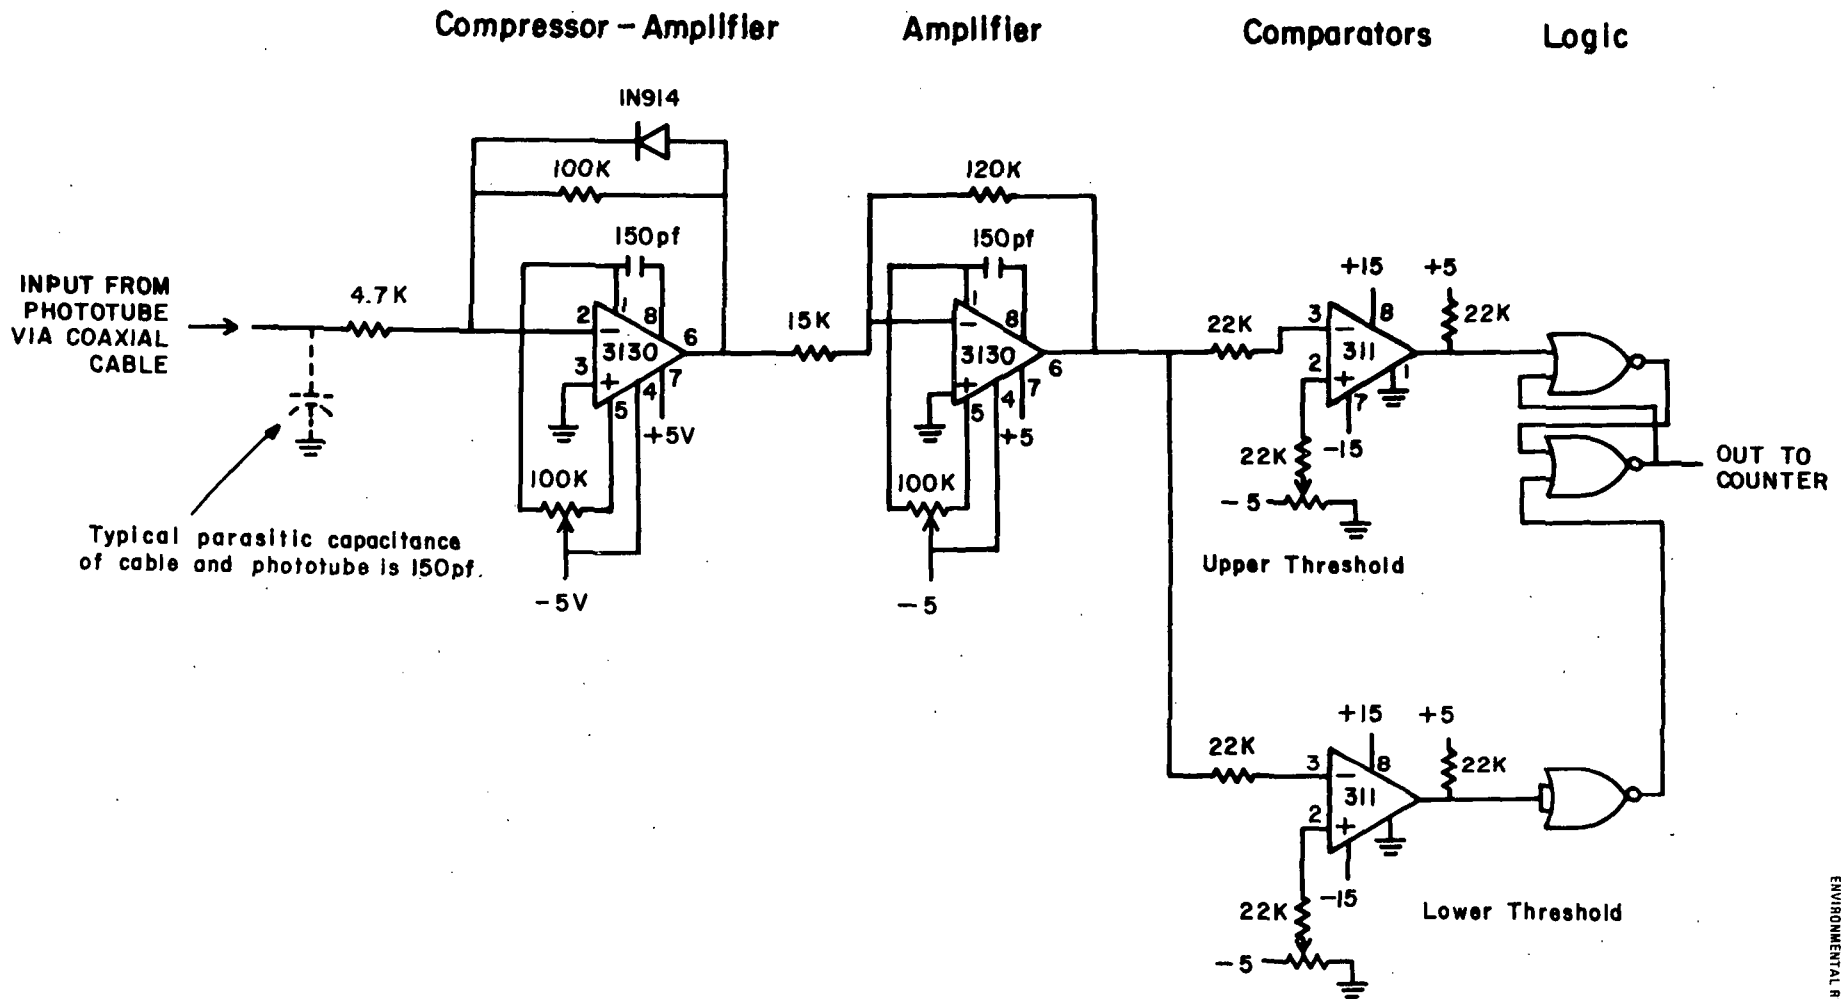 Compressor – Amplifier
Amplifier
Comparators
Logic
1N914
100K
150pf
INPUT FROM
PHOTOTUBE
VIA COAXIAL
CABLE
4.7K
2
–
1
8
6
3130
3
+
5
4
7
+5V
100K
-5V
Typical parasitic capacitance
of cable and phototube is 150pf.
15K
120K
150pf
–
1
8
3130
6
+
5
4
7
+5
100K
-5
22K
+15
+5
3
–
8
22K
311
2
+
1
7
-15
22K
-5
Upper Threshold
OUT TO
COUNTER
22K
+15
+5
3
–
8
22K
311
2
+
-15
22K
-5
Lower Threshold
ENVIRONMENTAL R